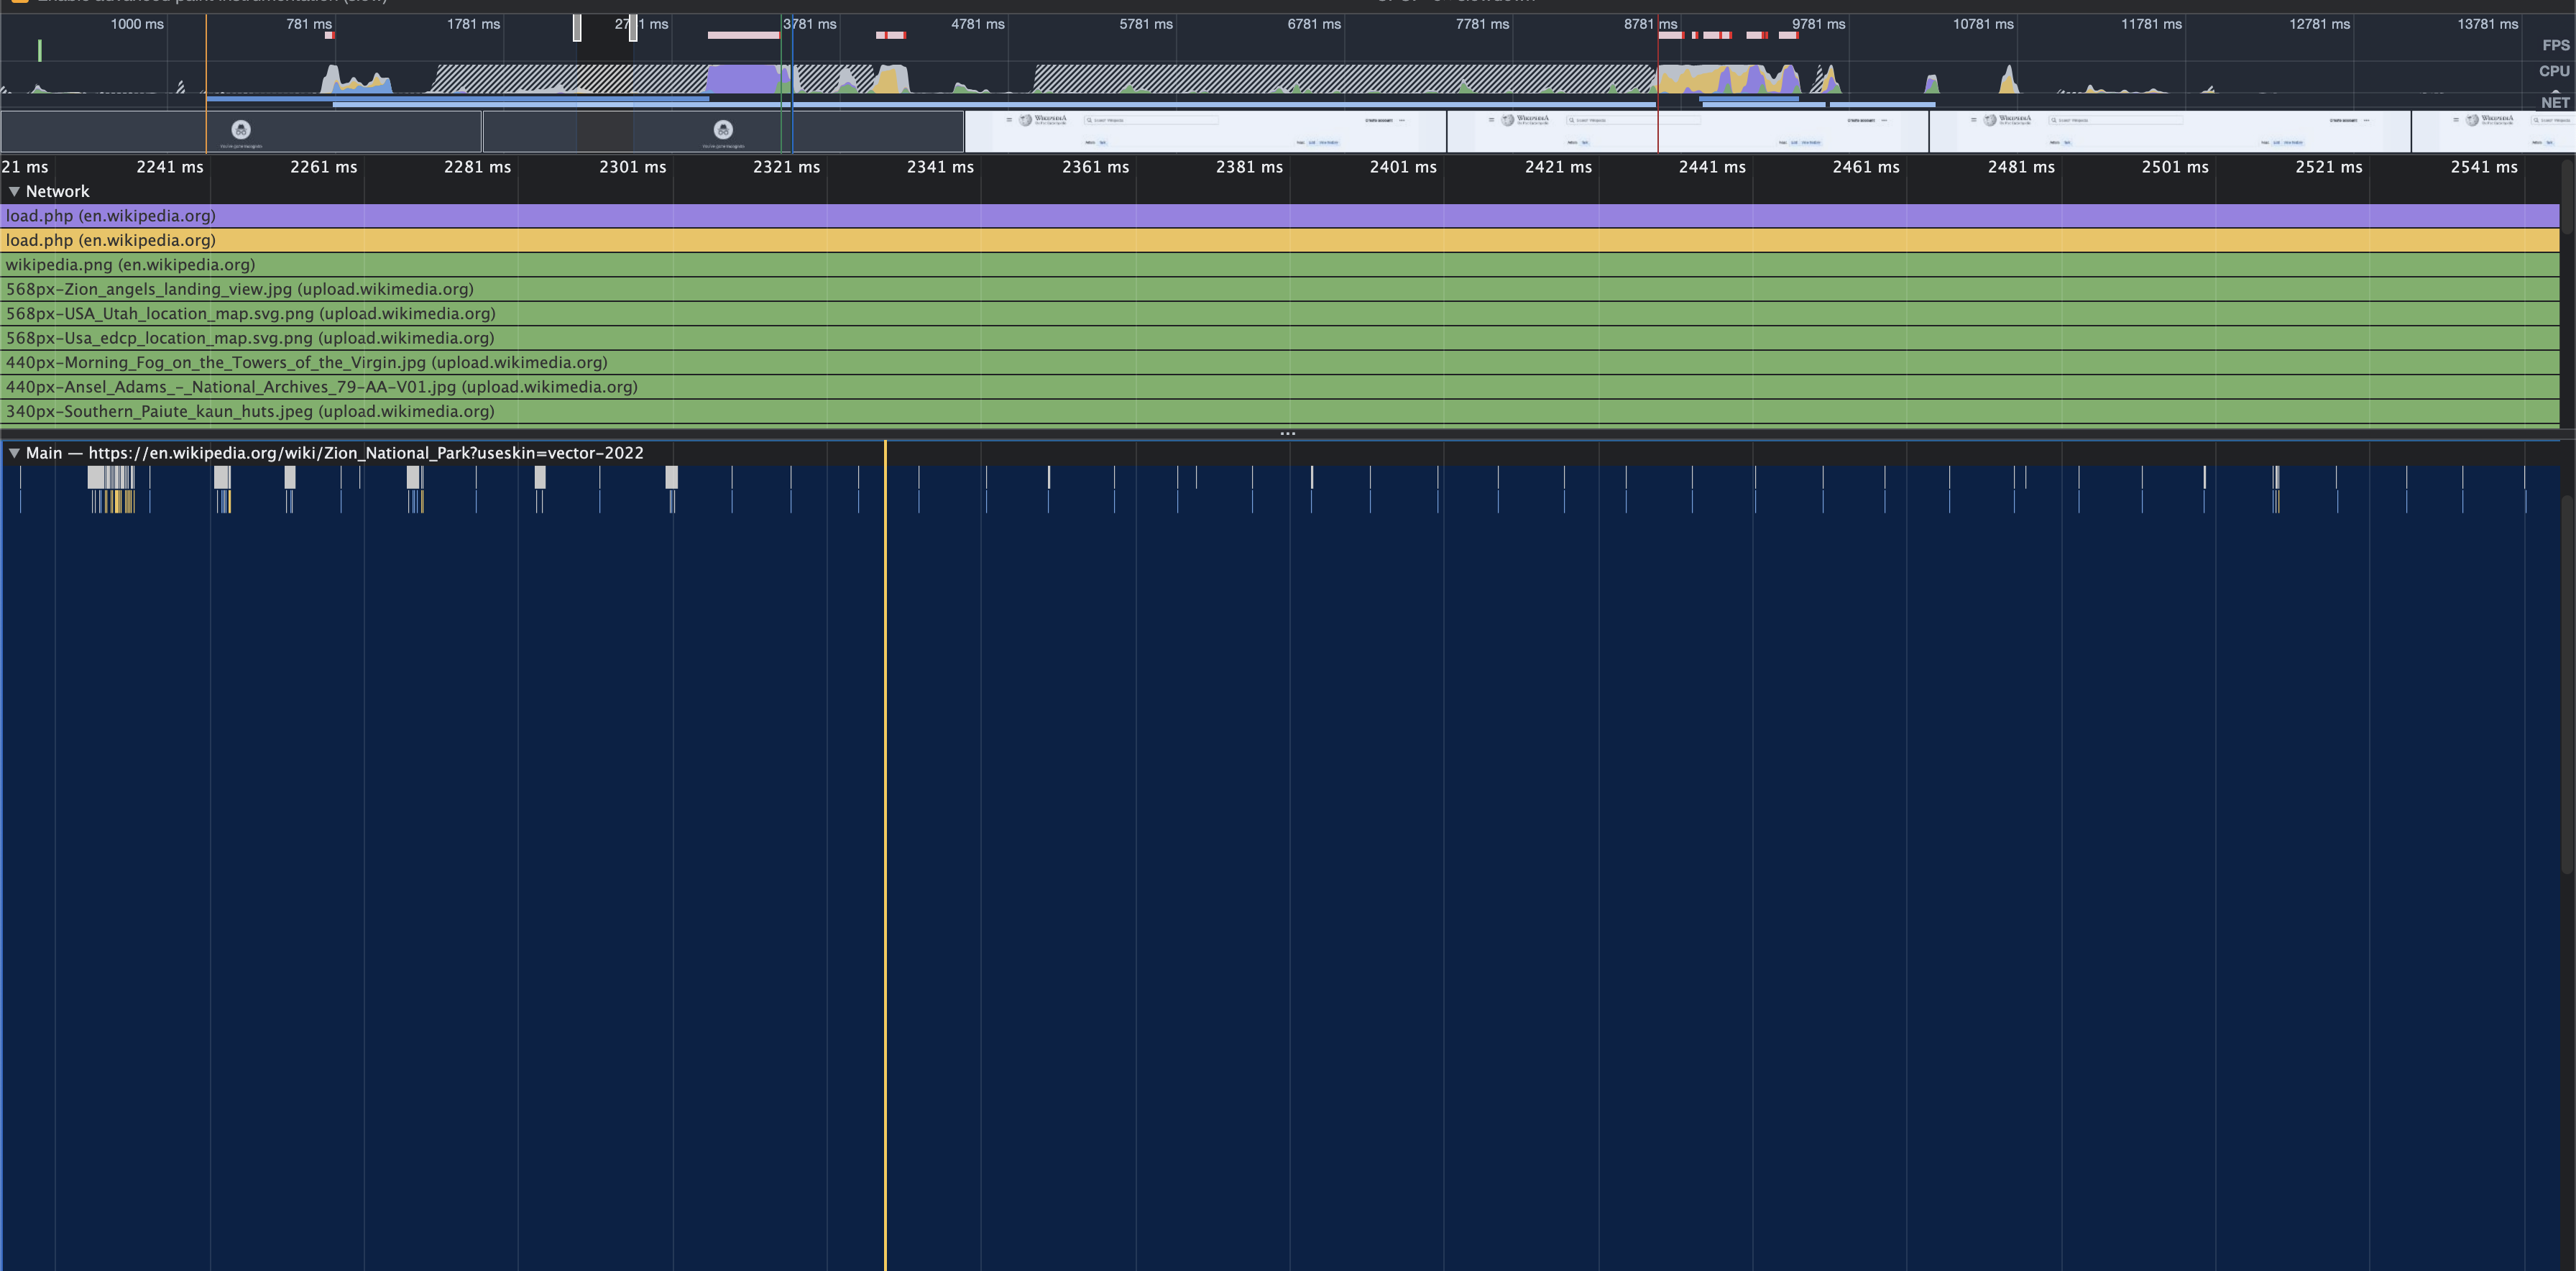 1000 ms 781 ms 1781 ms 27 1 ms 3781 ms 4781 ms 5781 ms 6781 ms 7781 ms 8781 ms 9781 ms 10781 ms 11781 ms 12781 ms 13781 ms
FPS
CPU
NET
21 ms 2241 ms 2261 ms 2281 ms 2301 ms 2321 ms 2341 ms 2361 ms 2381 ms 2401 ms 2421 ms 2441 ms 2461 ms 2481 ms 2501 ms 2521 ms 2541 ms
▼ Network
load.php (en.wikipedia.org)
load.php (en.wikipedia.org)
wikipedia.png (en.wikipedia.org)
568px-Zion_angels_landing_view.jpg (upload.wikimedia.org)
568px-USA_Utah_location_map.svg.png (upload.wikimedia.org)
568px-Usa_edcp_location_map.svg.png (upload.wikimedia.org)
440px-Morning_Fog_on_the_Towers_of_the_Virgin.jpg (upload.wikimedia.org)
440px-Ansel_Adams_-_National_Archives_79-AA-V01.jpg (upload.wikimedia.org)
340px-Southern_Paiute_kaun_huts.jpeg (upload.wikimedia.org)
...
▼ Main — https://en.wikipedia.org/wiki/Zion_National_Park?useskin=vector-2022